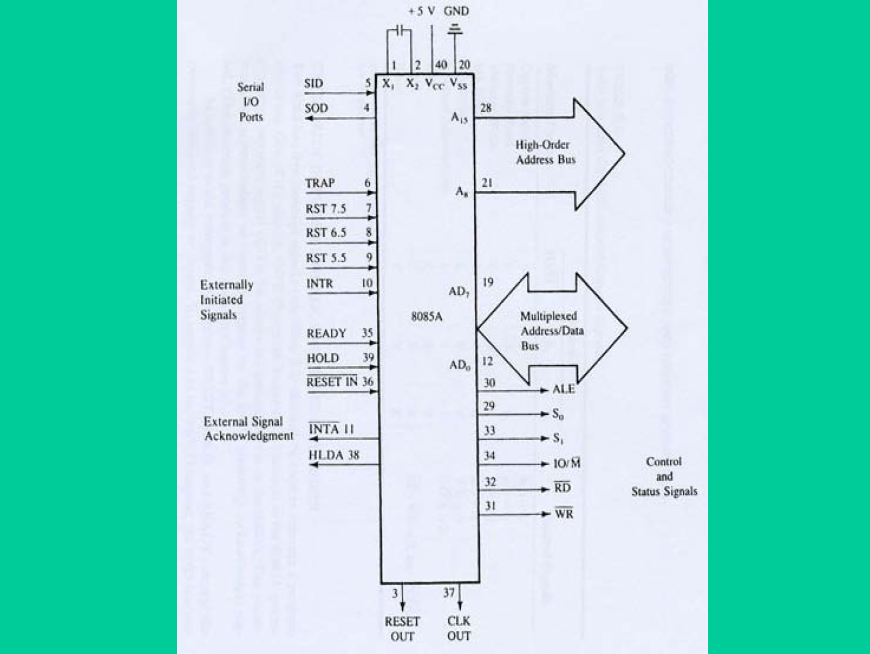 +5 V GND
1 2 40 20
X₁ X₂ V_CC V_SS
Serial
I/O
Ports
SID 5
SOD 4
TRAP 6
RST 7.5 7
RST 6.5 8
RST 5.5 9
INTR 10
Externally
Initiated
Signals
READY 35
HOLD 39
RESET IN 36
External Signal
Acknowledgment
INTA 11
HLDA 38
8085A
A₁₅ 28
High-Order
Address Bus
A₈ 21
AD₇ 19
Multiplexed
Address/Data
Bus
AD₀ 12
30 ALE
29 S₀
33 S₁
34 IO/M̅
32 R̅D̅
31 W̅R̅
Control
and
Status Signals
3 37
RESET
OUT
CLK
OUT